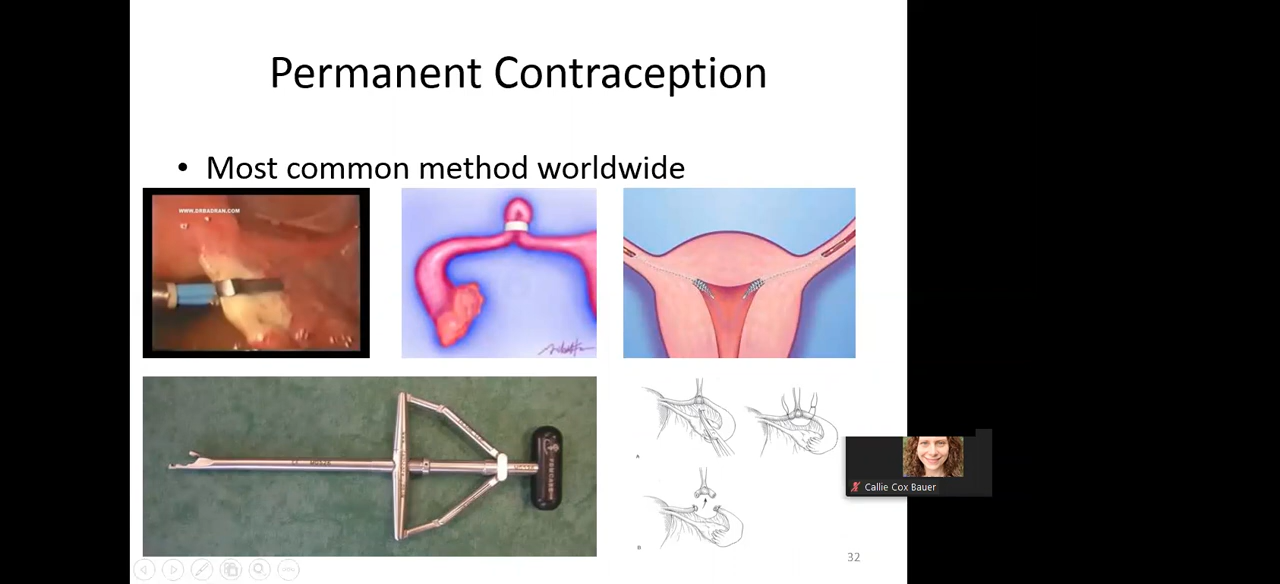 Permanent Contraception
• Most common method worldwide
WWW.DRBADRAN.COM
A
B
Callie Cox Bauer
32